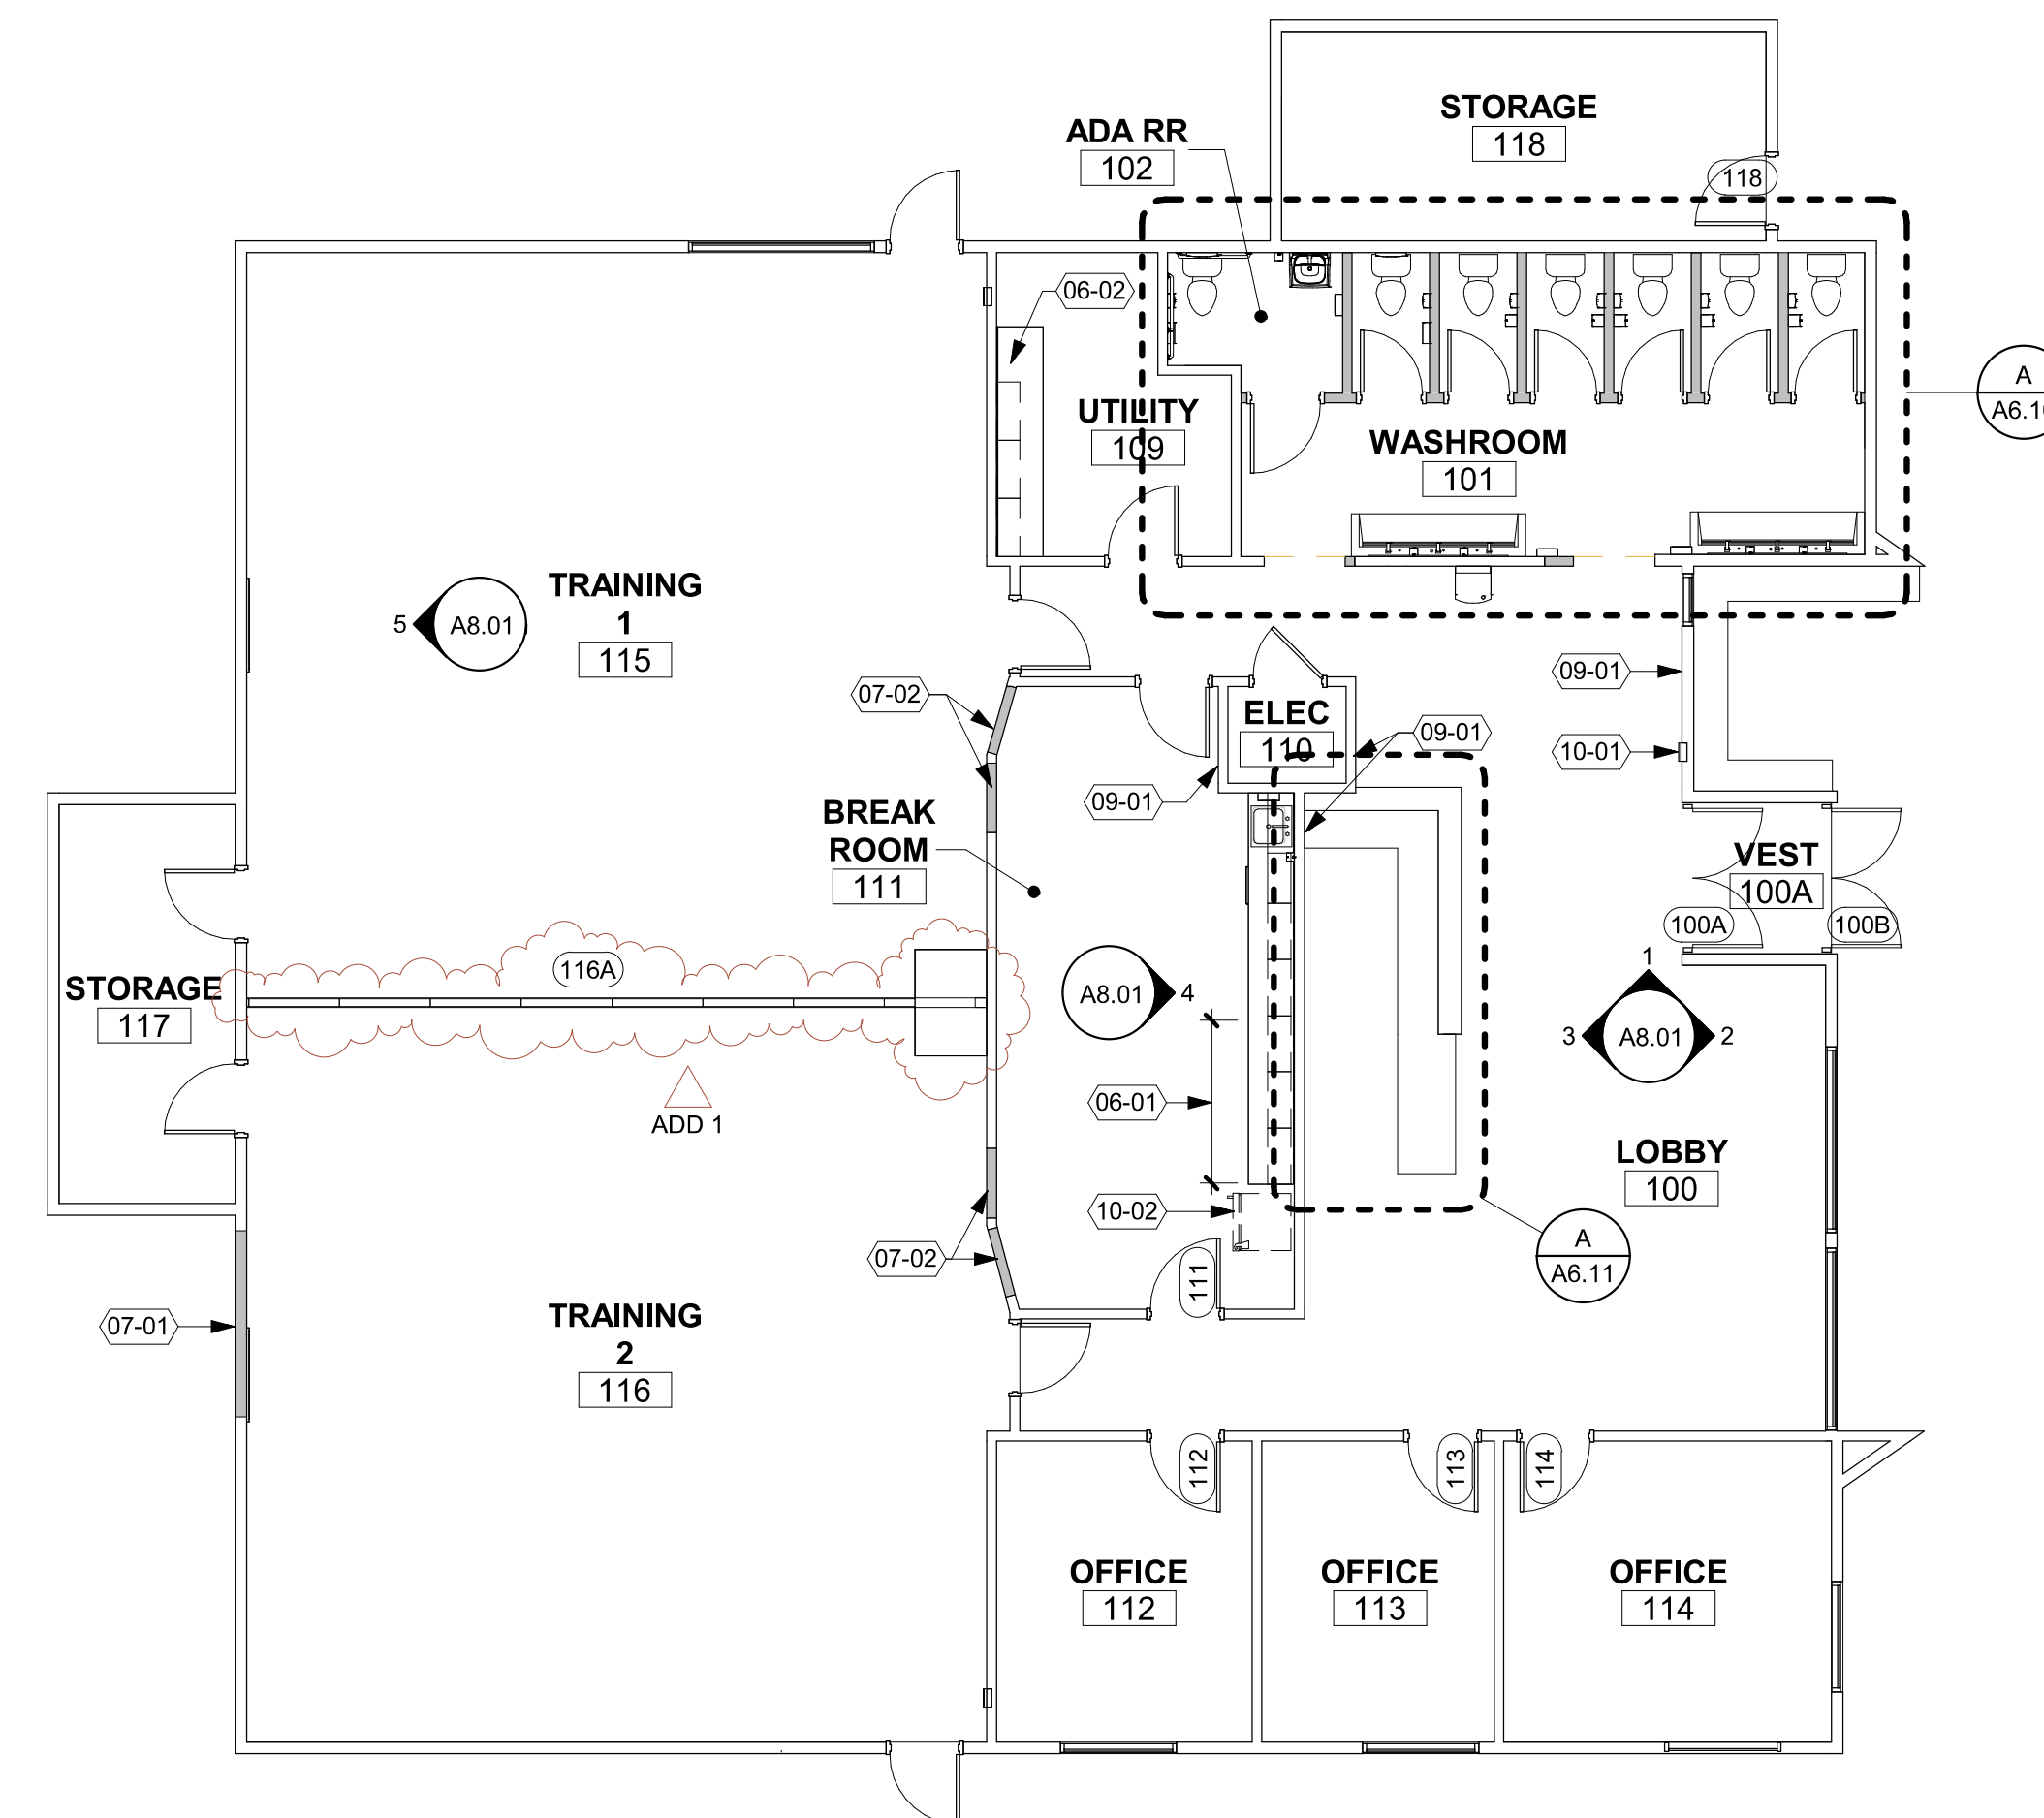 STORAGE
118
ADA RR
102
118
06-02
A
UTILITY
109
WASHROOM
101
5
A8.01
TRAINING
1
115
09-01
07-02
ELEC
110
09-01
10-01
09-01
BREAK
ROOM
111
VEST
100A
100A
100B
116A
STORAGE
117
A8.01
4
1
3
A8.01
2
ADD 1
06-01
LOBBY
100
10-02
A
A6.11
07-02
111
07-01
TRAINING
2
116
112
113
114
OFFICE
112
OFFICE
113
OFFICE
114